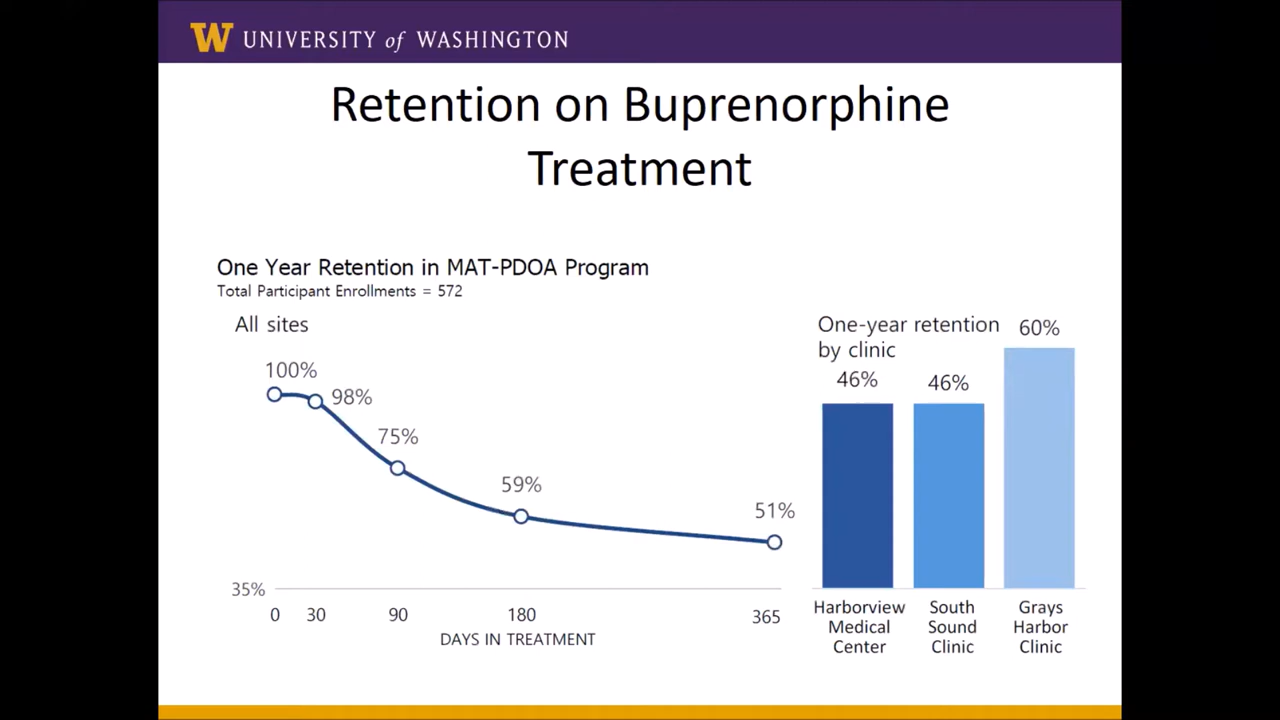 W UNIVERSITY of WASHINGTON
Retention on Buprenorphine
Treatment
One Year Retention in MAT-PDOA Program
Total Participant Enrollments = 572
All sites
100%
98%
75%
59%
51%
35%
0 30 90 180 365
DAYS IN TREATMENT
One-year retention
by clinic
46%
46%
60%
Harborview
Medical
Center
South
Sound
Clinic
Grays
Harbor
Clinic